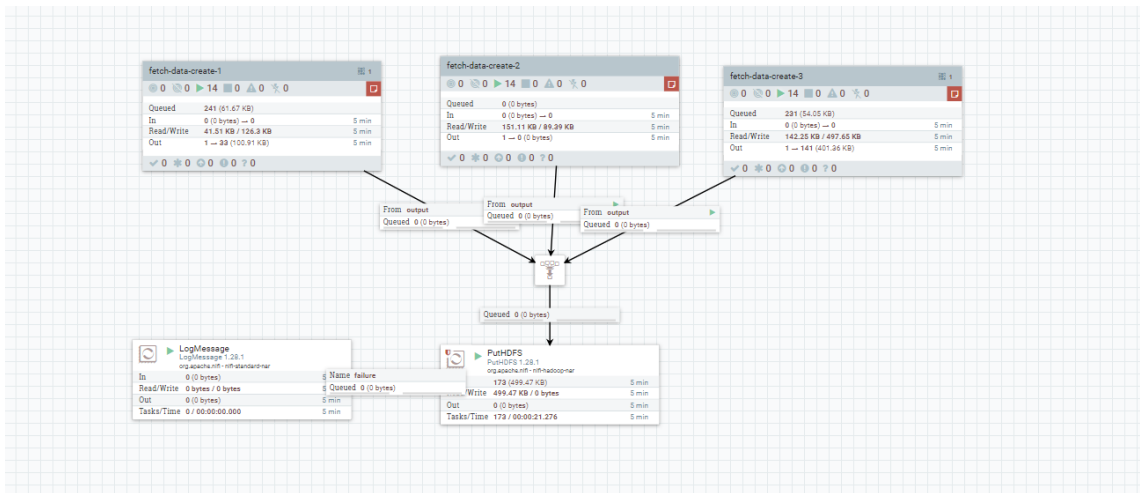 fetch-data-create-1
1
0 0 14 0 0 0
Queued 241 (61.67 KB)
In 0 (0 bytes) → 0 5 min
Read/Write 41.51 KB / 126.3 KB 5 min
Out 1 → 33 (100.91 KB) 5 min
0 0 0 0 ? 0
fetch-data-create-2
0 0 14 0 0 0
Queued 0 (0 bytes)
In 0 (0 bytes) → 0 5 min
Read/Write 151.11 KB / 89.39 KB 5 min
Out 1 → 0 (0 bytes) 5 min
0 0 0 0 ? 0
fetch-data-create-3
1
0 0 14 0 0 0
Queued 231 (54.05 KB)
In 0 (0 bytes) → 0 5 min
Read/Write 142.25 KB / 497.65 KB 5 min
Out 1 → 141 (401.36 KB) 5 min
0 0 0 0 ? 0
From output
Queued 0 (0 bytes)
From output
Queued 0 (0 bytes)
From output
Queued 0 (0 bytes)
Queued 0 (0 bytes)
LogMessage
LogMessage 1.28.1
org.apache.nifi - nifi-standard-nar
In 0 (0 bytes)
Read/Write 0 bytes / 0 bytes
Out 0 (0 bytes) 5 min
Tasks/Time 0 / 00:00:00.000 5 min
Name failure
Queued 0 (0 bytes)
PutHDFS
PutHDFS 1.28.1
org.apache.nifi - nifi-hadoop-nar
173 (499.47 KB) 5 min
Write 499.47 KB / 0 bytes 5 min
Out 0 (0 bytes) 5 min
Tasks/Time 173 / 00:00:21.276 5 min